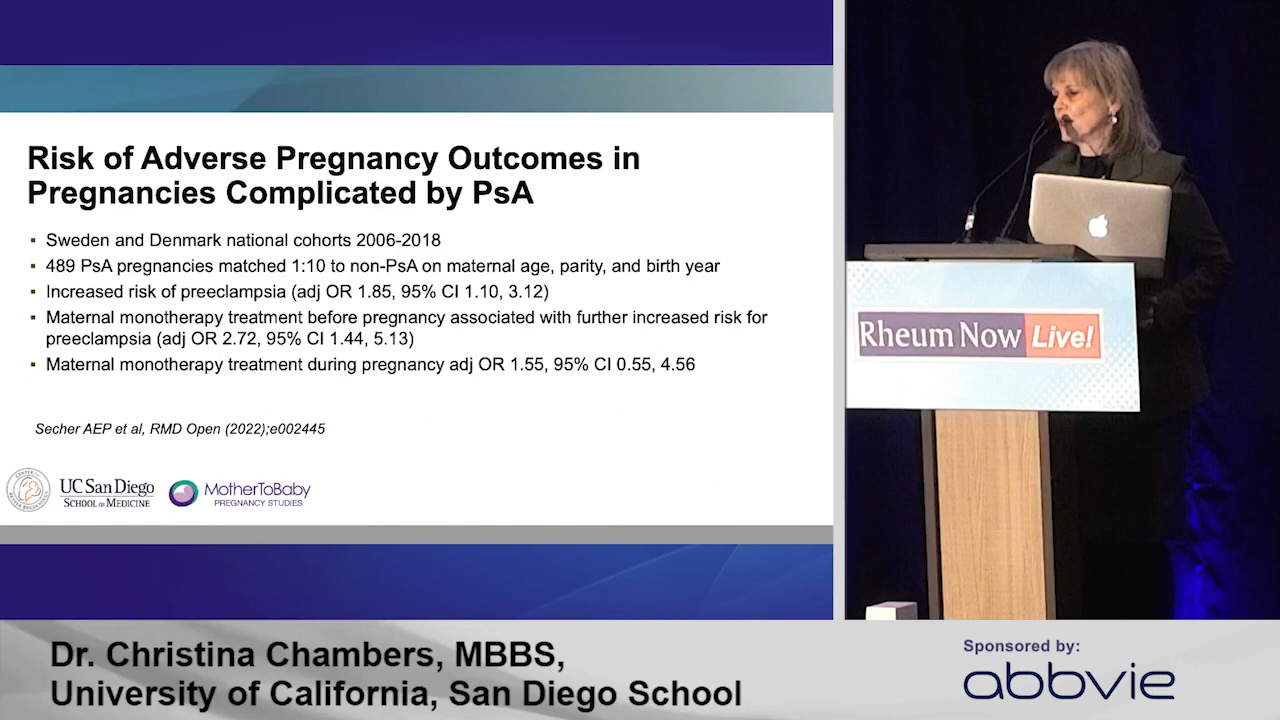 Risk of Adverse Pregnancy Outcomes in
Pregnancies Complicated by PsA
▪ Sweden and Denmark national cohorts 2006-2018
▪ 489 PsA pregnancies matched 1:10 to non-PsA on maternal age, parity, and birth year
▪ Increased risk of preeclampsia (adj OR 1.85, 95% CI 1.10, 3.12)
▪ Maternal monotherapy treatment before pregnancy associated with further increased risk for
preeclampsia (adj OR 2.72, 95% CI 1.44, 5.13)
▪ Maternal monotherapy treatment during pregnancy adj OR 1.55, 95% CI 0.55, 4.56
Secher AEP et al, RMD Open (2022);e002445
UC San Diego
SCHOOL OF MEDICINE
MotherToBaby
PREGNANCY STUDIES
Rheum Now Live!
Dr. Christina Chambers, MBBS,
University of California, San Diego School
Sponsored by:
abbvie